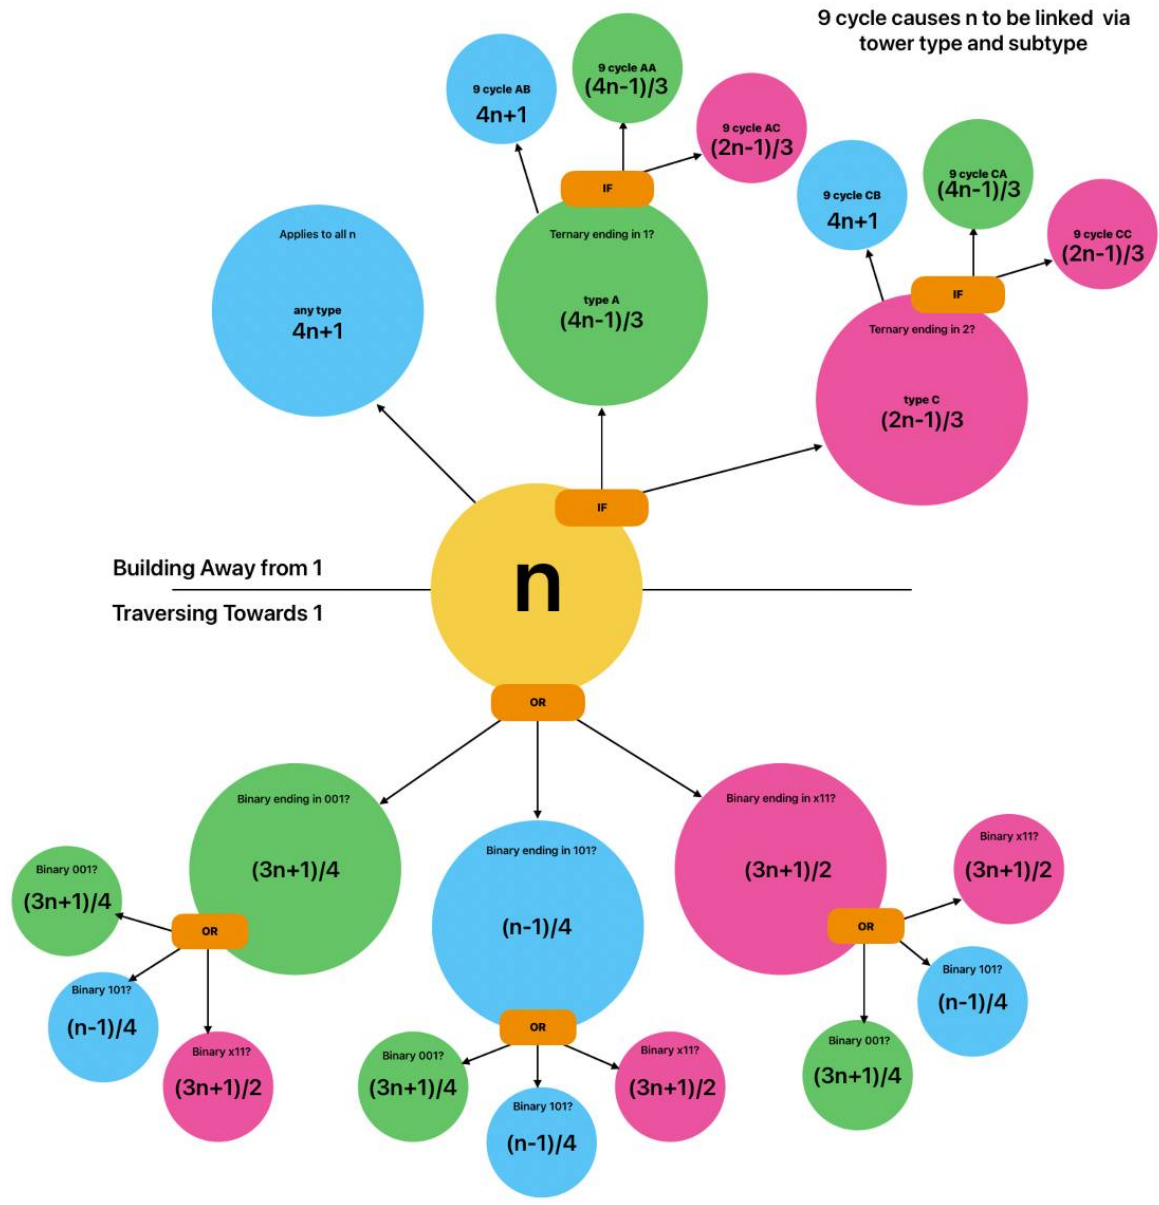 9 cycle causes n to be linked via
tower type and subtype
9 cycle AB
4n+1
9 cycle AA
(4n-1)/3
9 cycle AC
(2n-1)/3
IF
9 cycle CB
4n+1
9 cycle CA
(4n-1)/3
9 cycle CC
(2n-1)/3
IF
Applies to all n
any type
4n+1
Ternary ending in 1?
type A
(4n-1)/3
Ternary ending in 2?
type C
(2n-1)/3
IF
n
Building Away from 1
Traversing Towards 1
OR
Binary ending in 001?
(3n+1)/4
Binary ending in 101?
(n-1)/4
Binary ending in x11?
(3n+1)/2
OR
Binary 001?
(3n+1)/4
Binary 101?
(n-1)/4
Binary x11?
(3n+1)/2
OR
Binary 001?
(3n+1)/4
Binary 101?
(n-1)/4
Binary x11?
(3n+1)/2
OR
Binary x11?
(3n+1)/2
Binary 101?
(n-1)/4
Binary 001?
(3n+1)/4